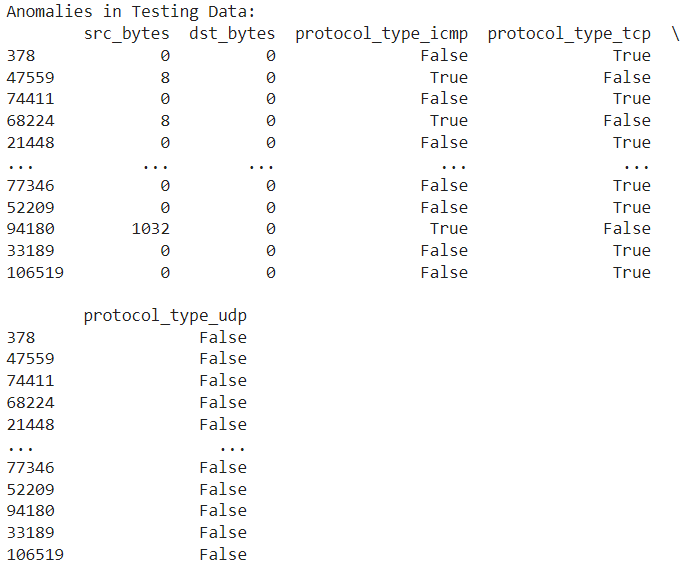 Anomalies in Testing Data:
        src_bytes  dst_bytes  protocol_type_icmp  protocol_type_tcp  \
378             0          0               False               True
47559           8          0                True              False
74411           0          0               False               True
68224           8          0                True              False
21448           0          0               False               True
...           ...        ...                 ...                ...
77346           0          0               False               True
52209           0          0               False               True
94180        1032          0                True              False
33189           0          0               False               True
106519          0          0               False               True

        protocol_type_udp
378                 False
47559               False
74411               False
68224               False
21448               False
...                   ...
77346               False
52209               False
94180               False
33189               False
106519              False